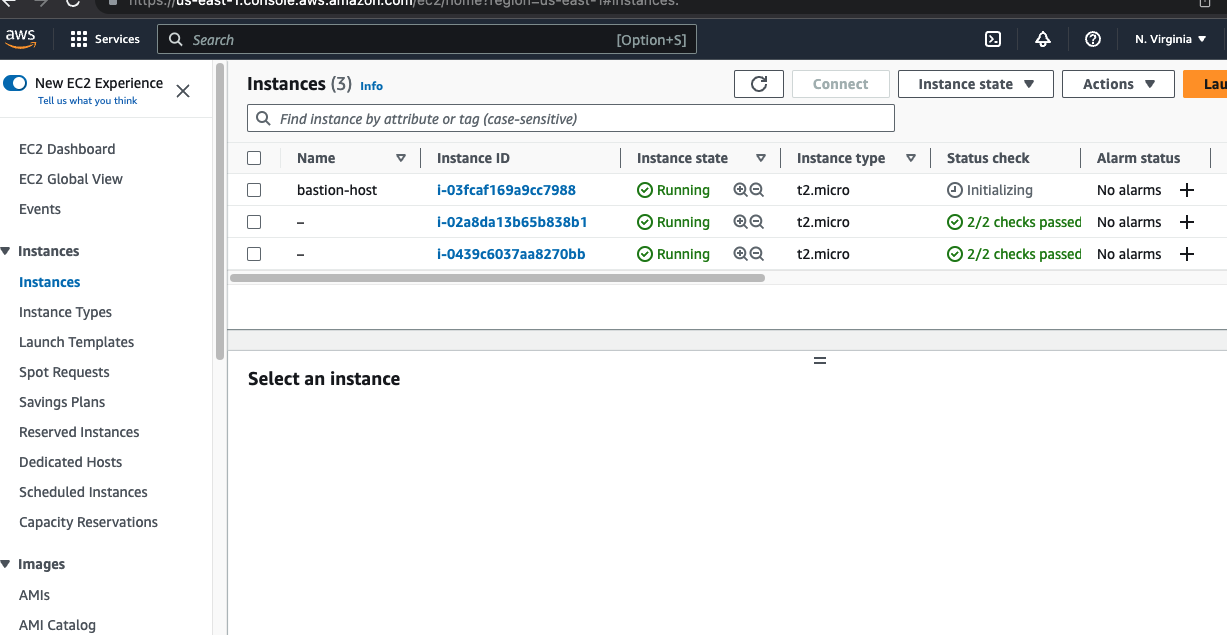 https://us-east-1.console.aws.amazon.com/ec2/home?region=us-east-1#Instances:
aws
Services
Search
[Option+S]
N. Virginia
New EC2 Experience
Tell us what you think
EC2 Dashboard
EC2 Global View
Events
Instances
Instances
Instance Types
Launch Templates
Spot Requests
Savings Plans
Reserved Instances
Dedicated Hosts
Scheduled Instances
Capacity Reservations
Images
AMIs
AMI Catalog
Instances (3) Info
Connect
Instance state
Actions
Lau
Find instance by attribute or tag (case-sensitive)
Name Instance ID Instance state Instance type Status check Alarm status
bastion-host i-03fcaf169a9cc7988 Running t2.micro Initializing No alarms +
– i-02a8da13b65b838b1 Running t2.micro 2/2 checks passed No alarms +
– i-0439c6037aa8270bb Running t2.micro 2/2 checks passed No alarms +
Select an instance